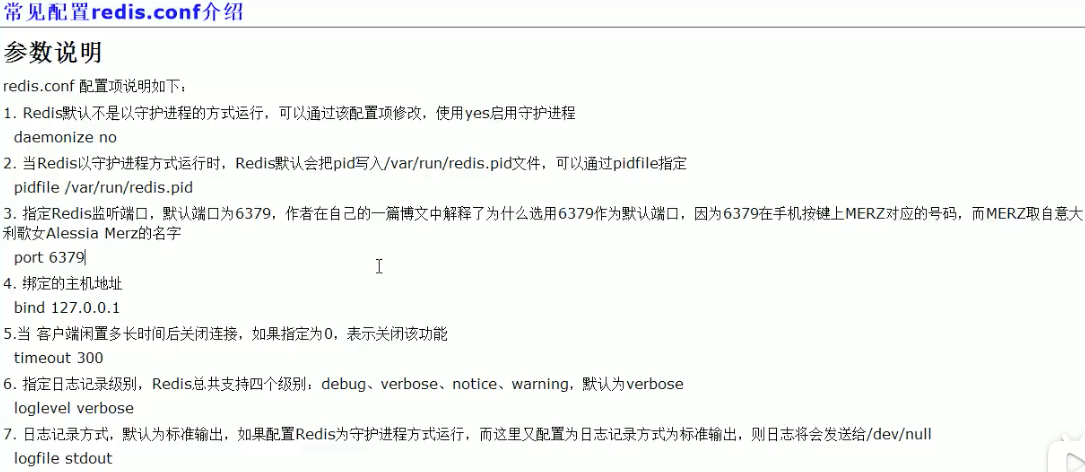 常见配置redis.conf介绍
参数说明
redis.conf 配置项说明如下：
1. Redis默认不是以守护进程的方式运行，可以通过该配置项修改，使用yes启用守护进程
daemonize no
2. 当Redis以守护进程方式运行时，Redis默认会把pid写入/var/run/redis.pid文件，可以通过pidfile指定
pidfile /var/run/redis.pid
3. 指定Redis监听端口，默认端口为6379，作者在自己的一篇博文中解释了为什么选用6379作为默认端口，因为6379在手机按键上MERZ对应的号码，而MERZ取自意大
利歌女Alessia Merz的名字
port 6379
4. 绑定的主机地址
bind 127.0.0.1
5.当 客户端闲置多长时间后关闭连接，如果指定为0，表示关闭该功能
timeout 300
6. 指定日志记录级别，Redis总共支持四个级别：debug、verbose、notice、warning，默认为verbose
loglevel verbose
7. 日志记录方式，默认为标准输出，如果配置Redis为守护进程方式运行，而这里又配置为日志记录方式为标准输出，则日志将会发送给/dev/null
logfile stdout